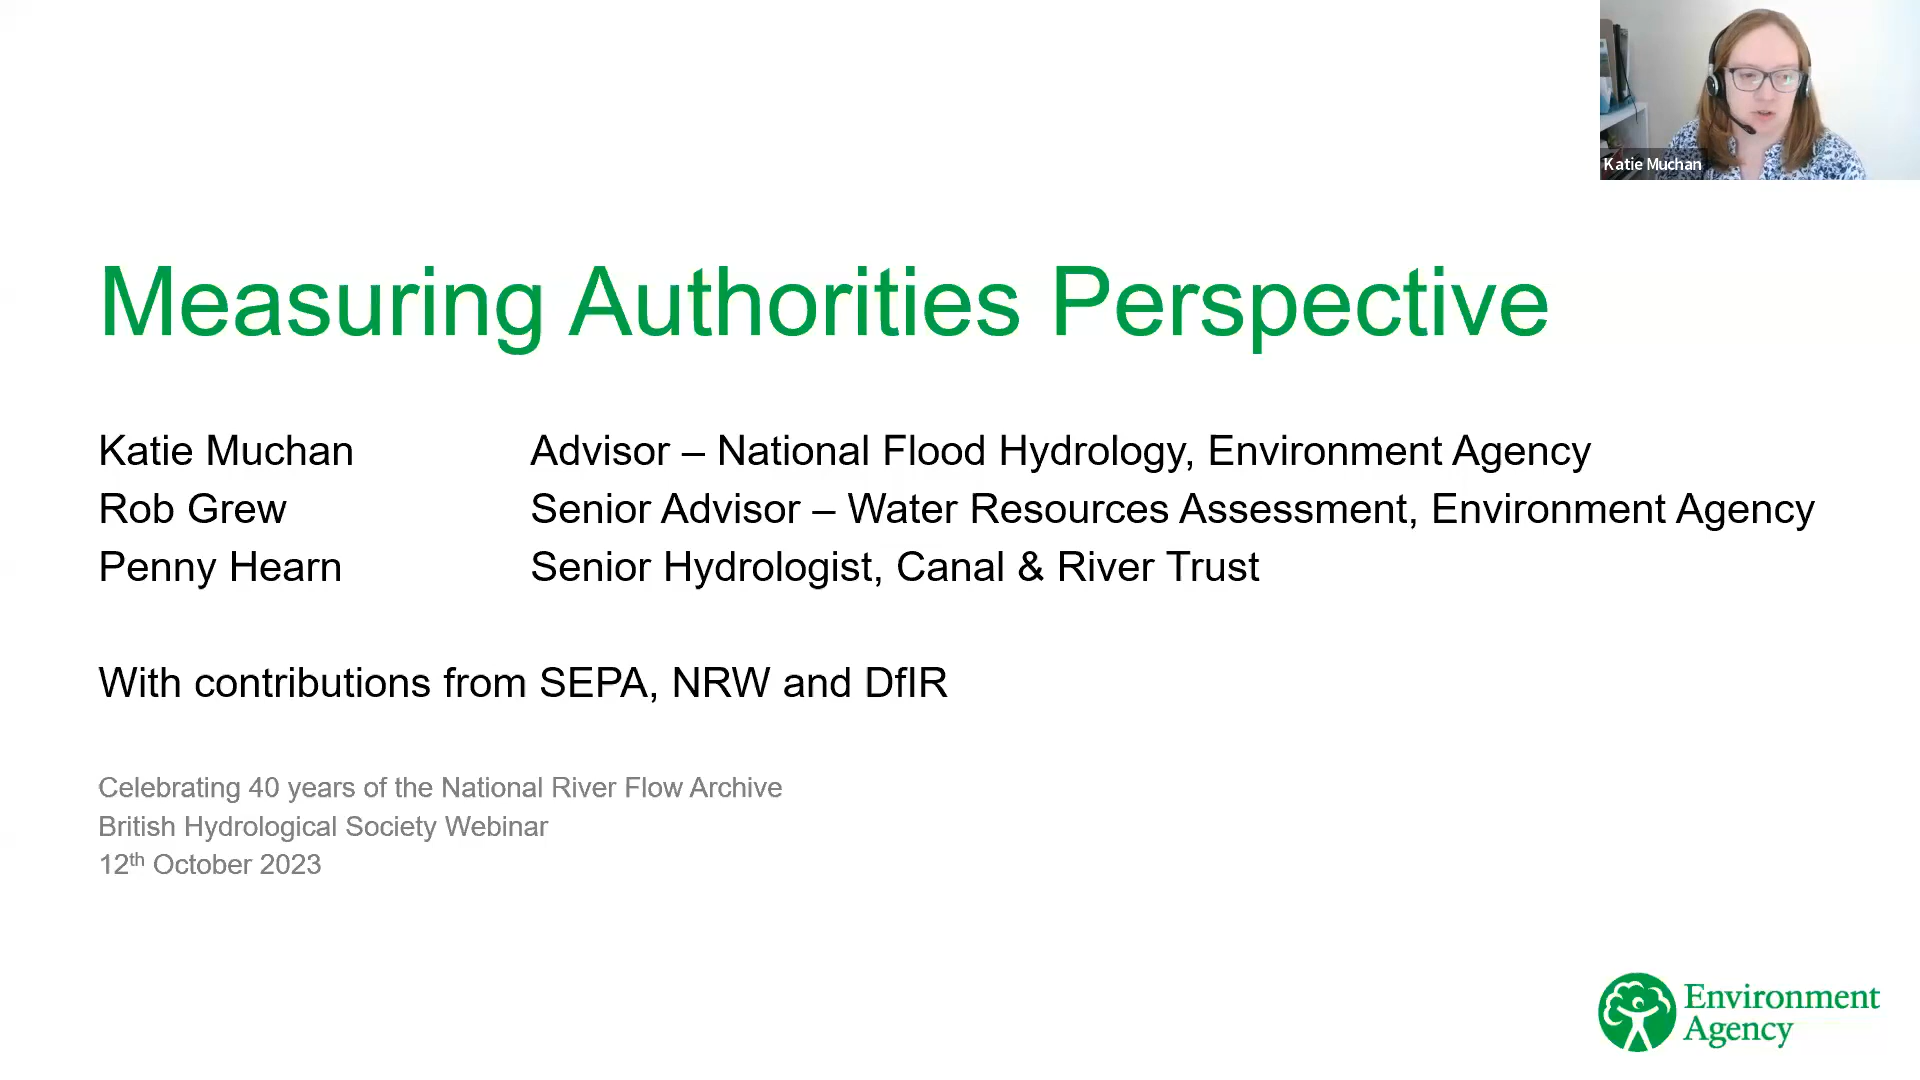 Katie Muchan
Measuring Authorities Perspective
Katie Muchan Advisor – National Flood Hydrology, Environment Agency
Rob Grew Senior Advisor – Water Resources Assessment, Environment Agency
Penny Hearn Senior Hydrologist, Canal & River Trust
With contributions from SEPA, NRW and DfIR
Celebrating 40 years of the National River Flow Archive
British Hydrological Society Webinar
12th October 2023
Environment
Agency